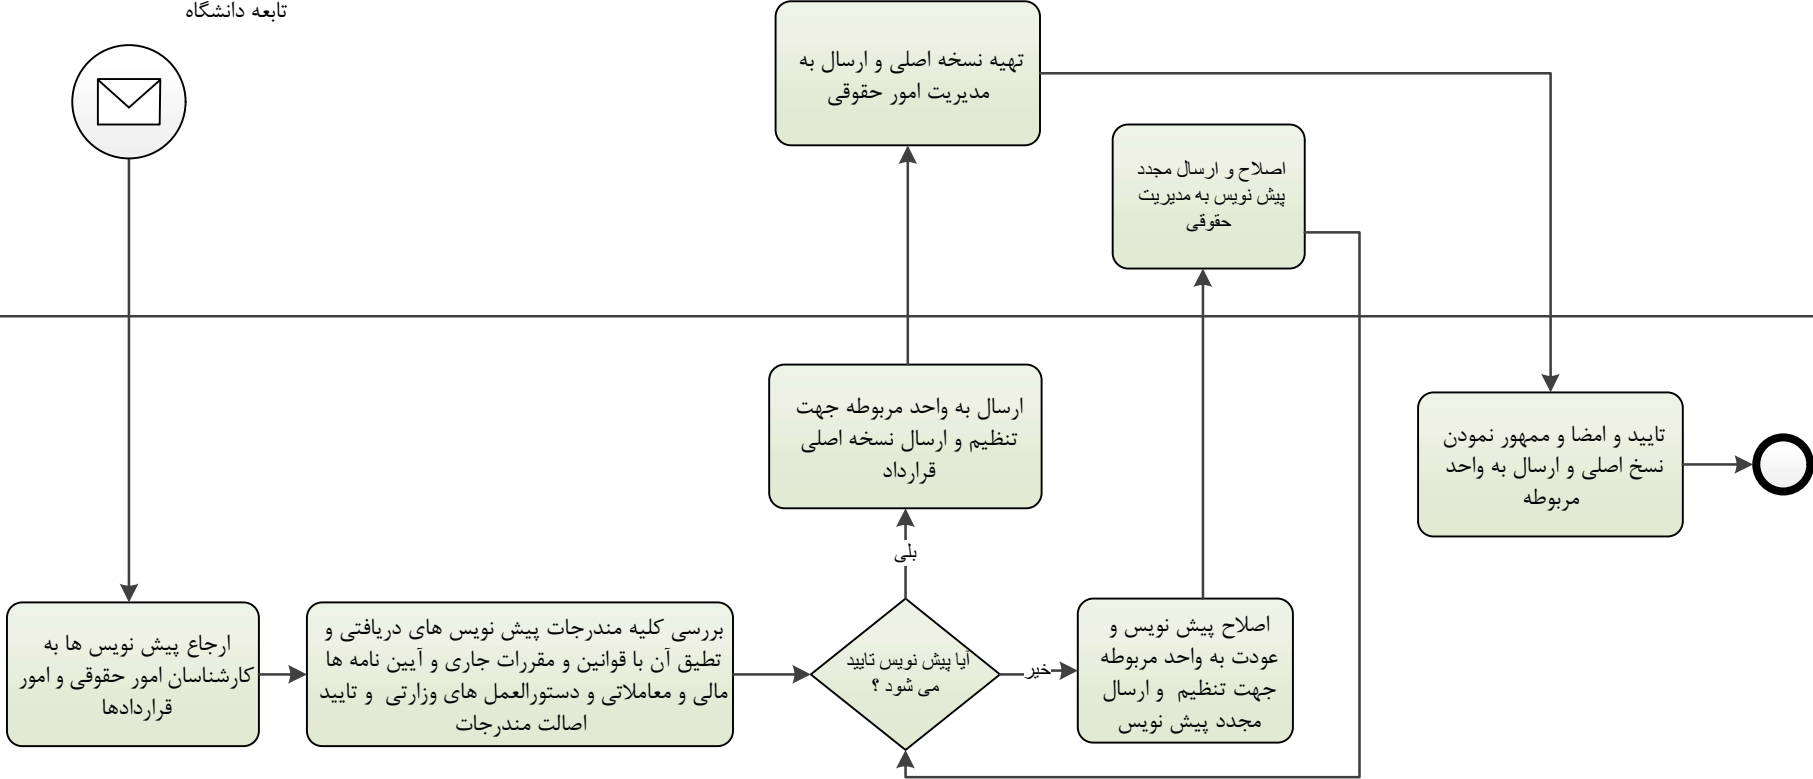 تابعه دانشگاه
تهیه نسخه اصلی و ارسال به
مدیریت امور حقوقی
اصلاح و ارسال مجدد
پیش نویس به مدیریت
حقوقی
ارسال به واحد مربوطه جهت
تنظیم و ارسال نسخه اصلی
قرارداد
تایید و امضا و ممهور نمودن
نسخ اصلی و ارسال به واحد
مربوطه
بلی
ارجاع پیش نویس ها به
کارشناسان امور حقوقی و امور
قراردادها
بررسی کلیه مندرجات پیش نویس های دریافتی و
تطیق آن با قوانین و مقررات جاری و آیین نامه ها
مالی و معاملاتی و دستورالعمل های وزارتی و تایید
اصالت مندرجات
آیا پیش نویس تایید
می شود ؟
خیر
اصلاح پیش نویس و
عودت به واحد مربوطه
جهت تنظیم و ارسال
مجدد پیش نویس